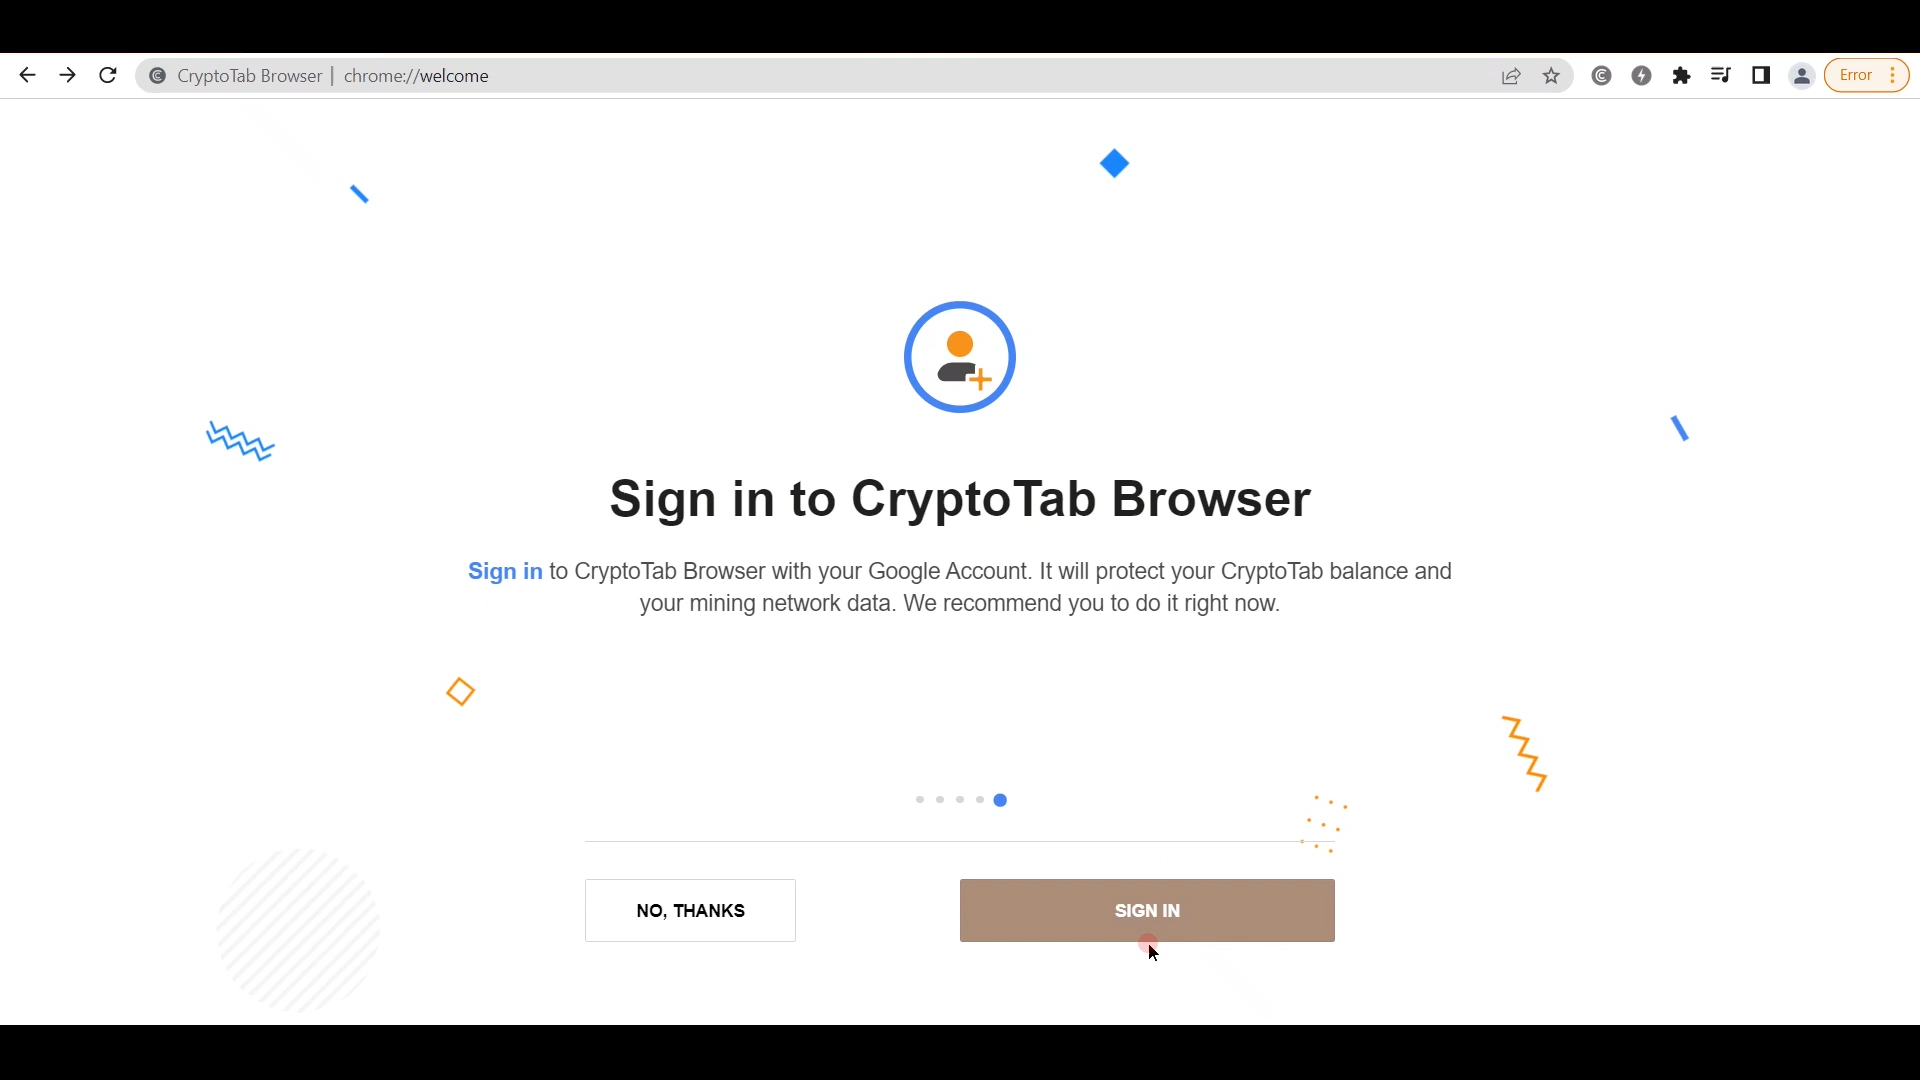 CryptoTab Browser | chrome://welcome
Error
Sign in to CryptoTab Browser
Sign in to CryptoTab Browser with your Google Account. It will protect your CryptoTab balance and
your mining network data. We recommend you to do it right now.
NO, THANKS
SIGN IN